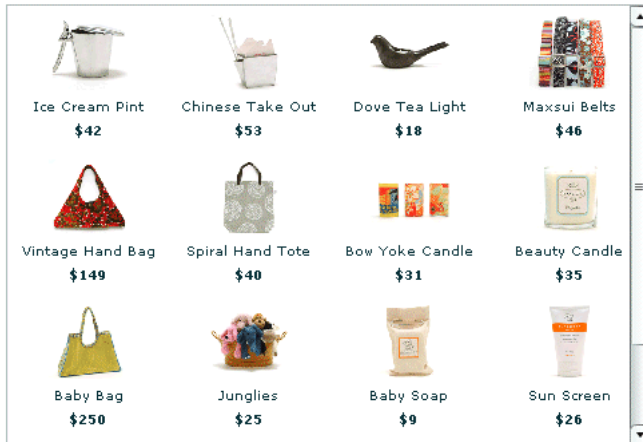 Ice Cream Pint Chinese Take Out Dove Tea Light Maxsui Belts
$42 $53 $18 $46
Vintage Hand Bag Spiral Hand Tote Bow Yoke Candle Beauty Candle
$149 $40 $31 $35
Baby Bag Junglies Baby Soap Sun Screen
$250 $25 $9 $26